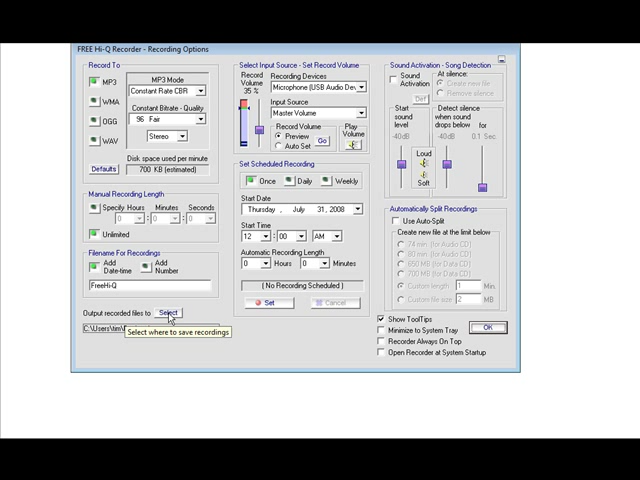 FREE Hi-Q Recorder - Recording Options
Record To
MP3
WMA
OGG
WAV
MP3 Mode
Constant Rate CBR
Constant Bitrate - Quality
96 Fair
Stereo
Disk space used per minute
Defaults
700 KB (estimated)
Manual Recording Length
Specify Hours Minutes Seconds
0 : 0 : 0
Unlimited
Filename For Recordings
Add Date-time
Add Number
FreeHi-Q
Output recorded files to Select
Select where to save recordings
Select Input Source - Set Record Volume
Record Volume
35 %
Recording Devices
Microphone (USB Audio Dev
Input Source
Master Volume
Record Volume
Preview
Auto Set
Go
Play Volume
Set Scheduled Recording
Once Daily Weekly
Start Date
Thursday , July 31, 2008
Start Time
12 : 00 AM
Automatic Recording Length
0 Hours 0 Minutes
( No Recording Scheduled )
Set Cancel
Sound Activation - Song Detection
Sound Activation
Def
At silence:
Create new file
Remove silence
Start sound level
-40dB
Loud
Soft
Detect silence when sound drops below for
-40dB 0.1 Sec.
Automatically Split Recordings
Use Auto-Split
Create new file at the limit below
74 min. (for Audio CD)
80 min. (for Data CD)
650 MB (for Data CD)
700 MB (for Data CD)
Custom length 1 Min.
Custom file size 2 MB
Show ToolTips
Minimize to System Tray
Recorder Always On Top
Open Recorder at System Startup
OK